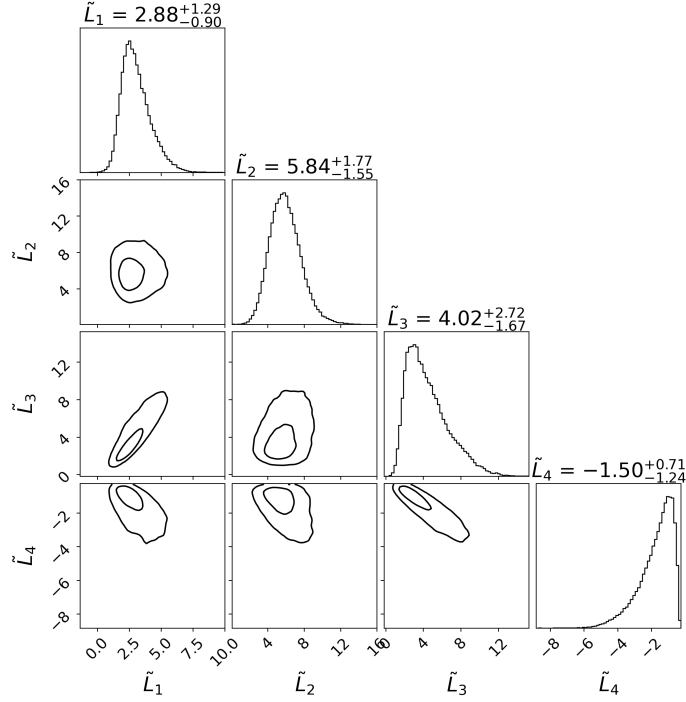 L̃₁ = 2.88⁺¹·²⁹₋₀.₉₀
L̃₂ = 5.84⁺¹·⁷⁷₋₁.₅₅
L̃₃ = 4.02⁺²·⁷²₋₁.₆₇
L̃₄ = −1.50⁺⁰·⁷¹₋₁.₂₄
L̃₂
16
12
8
4
L̃₃
12
8
4
0
L̃₄
−2
−4
−6
−8
0.0 2.5 5.0 7.5 10.0
4 8 12 16
0 4 8 12
−8 −6 −4 −2
L̃₁ L̃₂ L̃₃ L̃₄